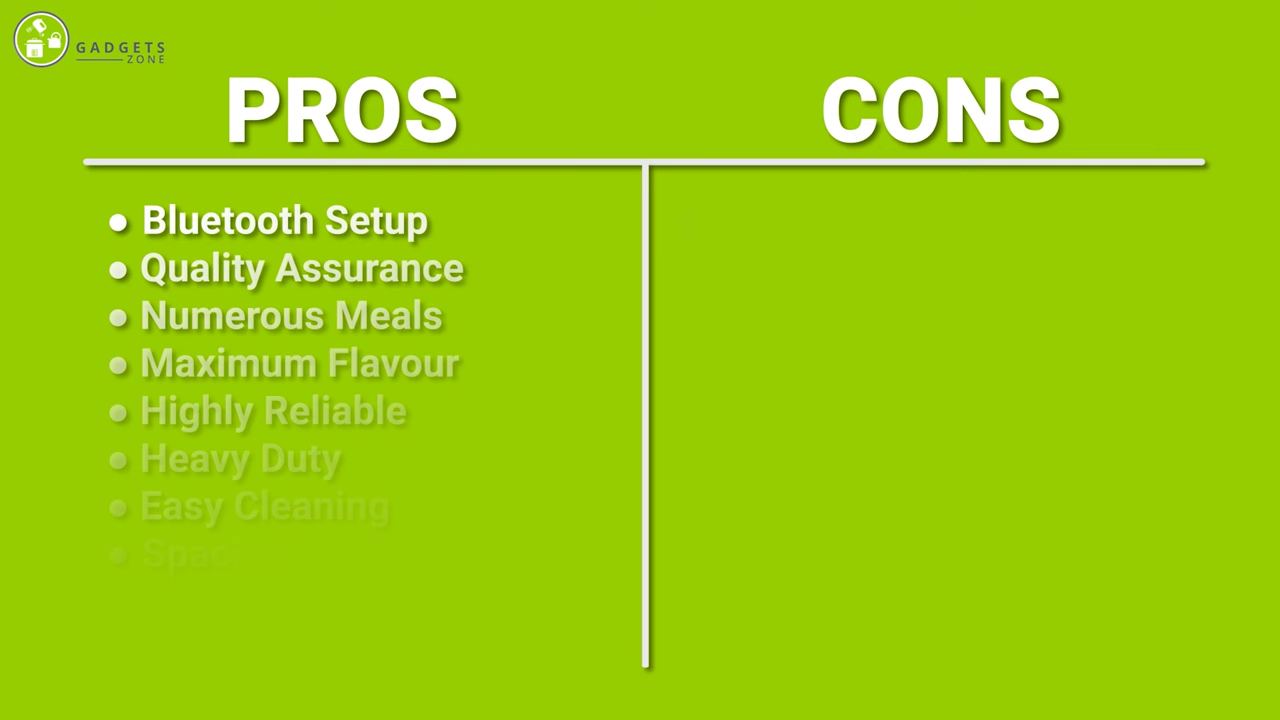 GADGETS
ZONE
PROS
CONS
• Bluetooth Setup
• Quality Assurance
• Numerous Meals
• Maximum Flavour
• Highly Reliable
• Heavy Duty
• Easy Cleaning